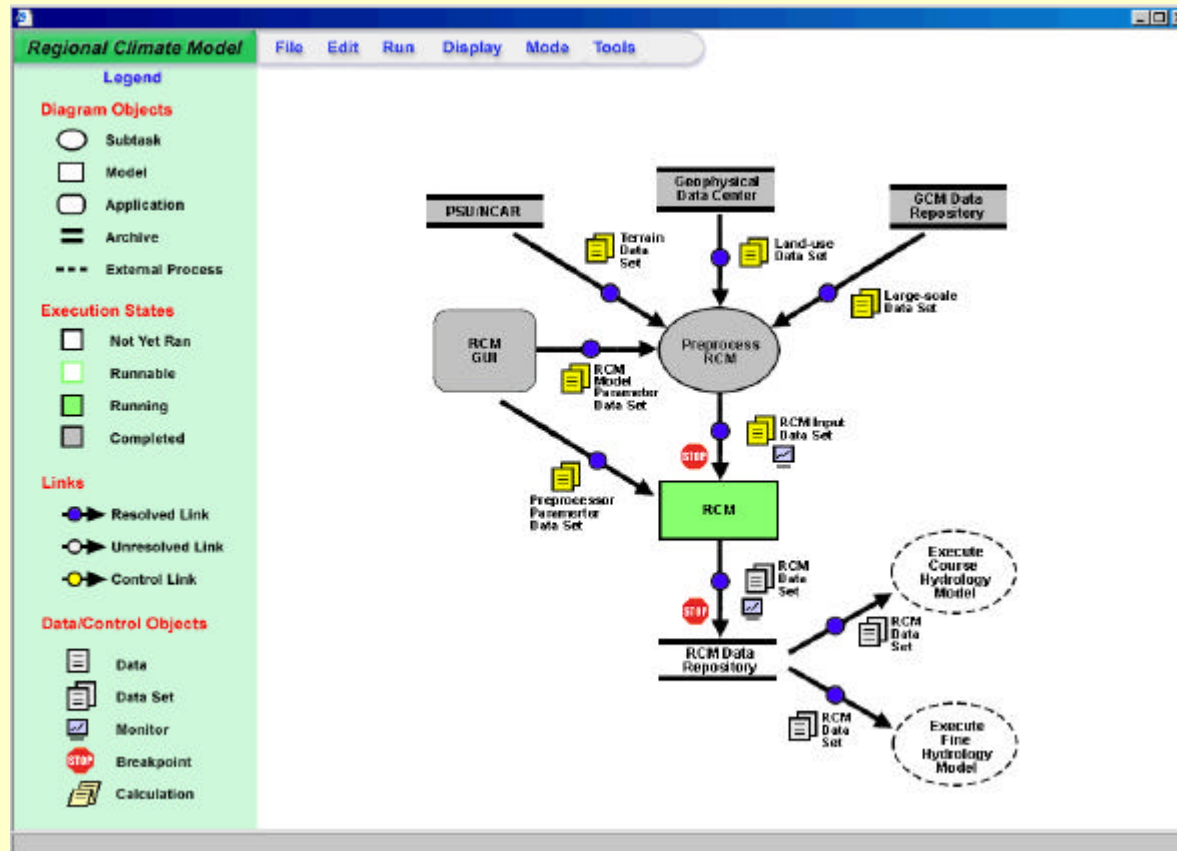 Regional Climate Model
File Edit Run Display Mode Tools
Legend
Diagram Objects
Subtask
Model
Application
Archive
External Process
Execution States
Not Yet Ran
Runnable
Running
Completed
Links
Resolved Link
Unresolved Link
Control Link
Data/Control Objects
Data
Data Set
Monitor
STOP
Breakpoint
Calculation
PSU/NCAR
Geophysical
Data Center
GCM Data
Repository
Terrain
Data
Set
Land-use
Data Set
Large-scale
Data Set
RCM
GUI
Preprocess
RCM
RCM
Model
Parameter
Data Set
RCM Input
Data Set
STOP
Preprocessor
Paramertor
Data Set
RCM
RCM
Data
Set
STOP
RCM Data
Repository
Execute
Course
Hydrology
Model
RCM
Data
Set
RCM
Data
Set
Execute
Fine
Hydrology
Model